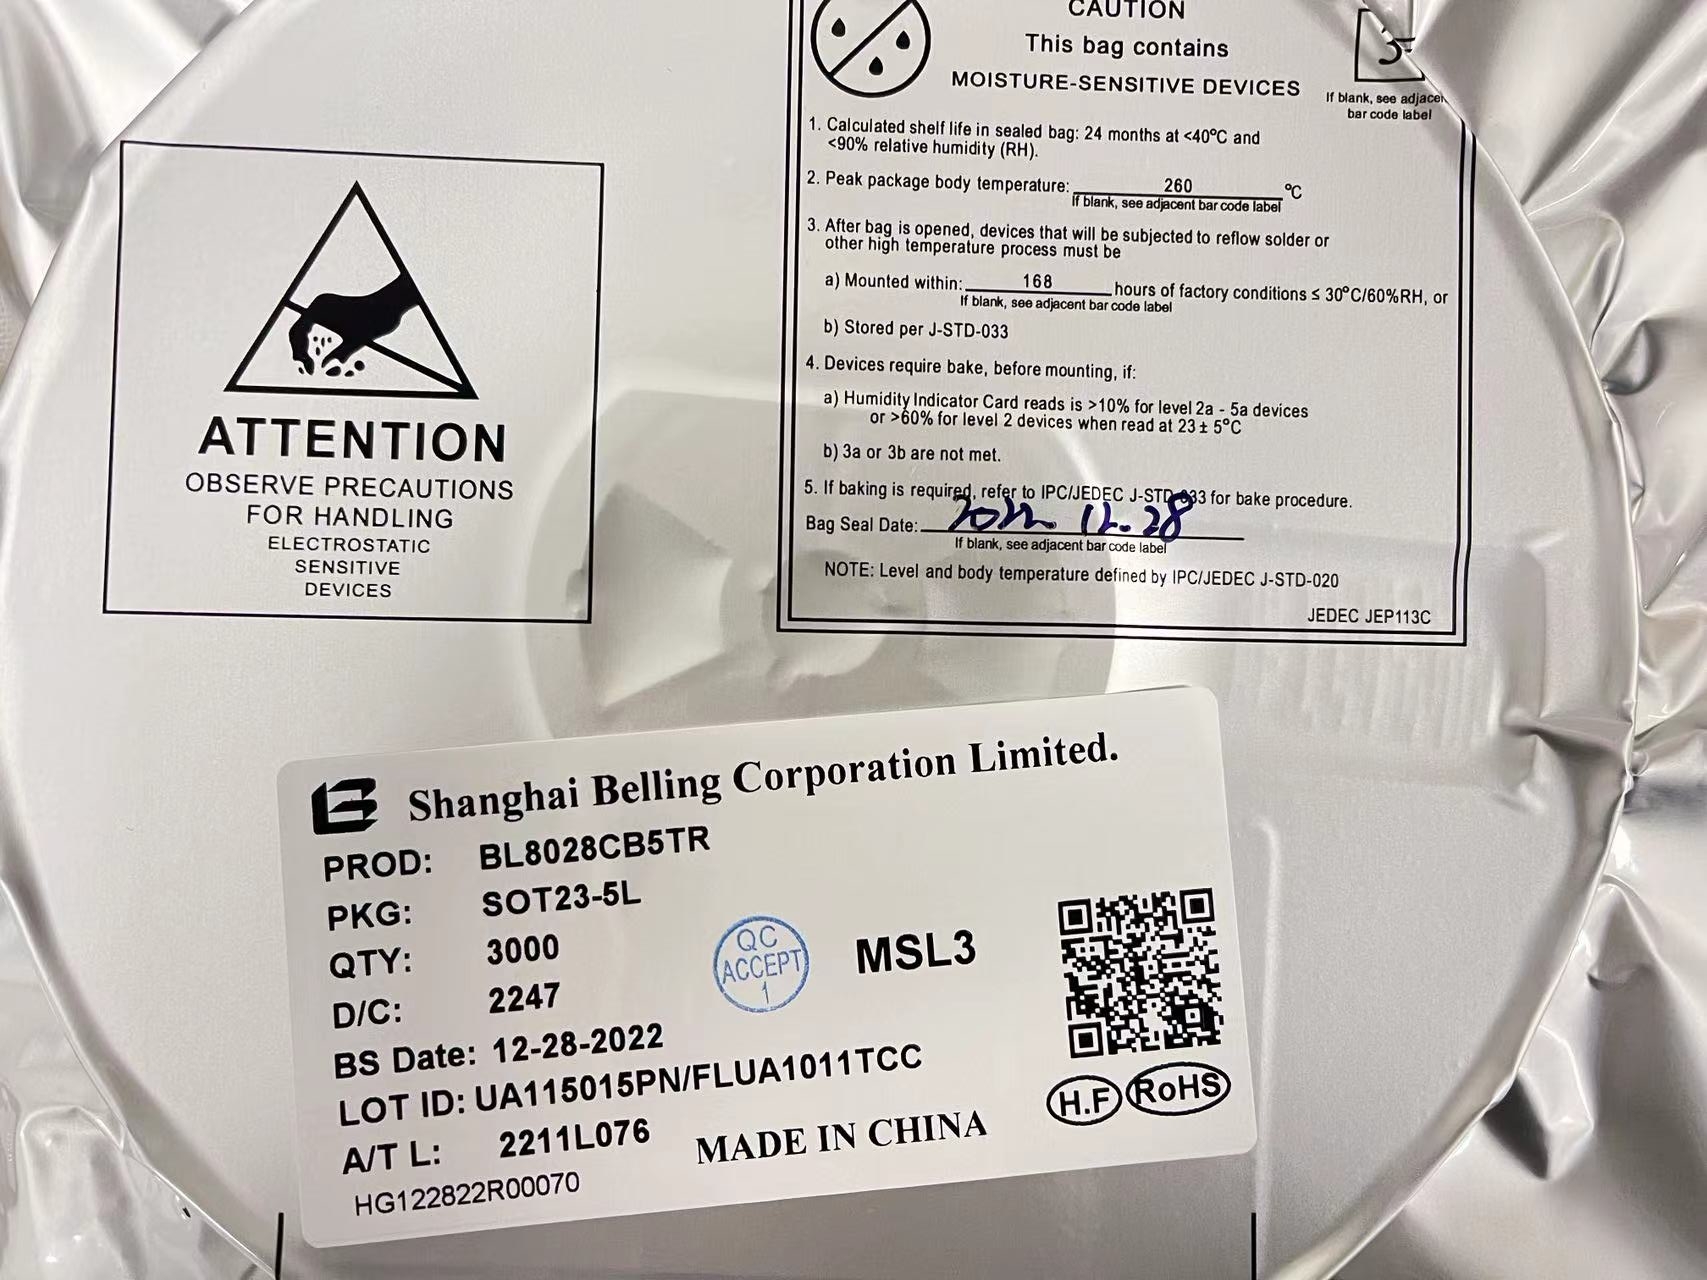 CAUTION
This bag contains
MOISTURE-SENSITIVE DEVICES
If blank, see adjacen
bar code label
1. Calculated shelf life in sealed bag: 24 months at <40°C and
<90% relative humidity (RH).
2. Peak package body temperature: 260 °C
If blank, see adjacent bar code label
3. After bag is opened, devices that will be subjected to reflow solder or
other high temperature process must be
a) Mounted within: 168 hours of factory conditions ≤ 30°C/60%RH, or
If blank, see adjacent bar code label
b) Stored per J-STD-033
4. Devices require bake, before mounting, if:
a) Humidity Indicator Card reads is >10% for level 2a - 5a devices
or >60% for level 2 devices when read at 23 ± 5°C
b) 3a or 3b are not met.
5. If baking is required, refer to IPC/JEDEC J-STD-033 for bake procedure.
Bag Seal Date: 2022. 12. 28
If blank, see adjacent bar code label
NOTE: Level and body temperature defined by IPC/JEDEC J-STD-020
JEDEC JEP113C
ATTENTION
OBSERVE PRECAUTIONS
FOR HANDLING
ELECTROSTATIC
SENSITIVE
DEVICES
Shanghai Belling Corporation Limited.
PROD: BL8028CB5TR
PKG: SOT23-5L
QTY: 3000
D/C: 2247
BS Date: 12-28-2022
LOT ID: UA115015PN/FLUA1011TCC
A/T L: 2211L076
HG122822R00070
QC
ACCEPT
1
MSL3
H.F RoHS
MADE IN CHINA